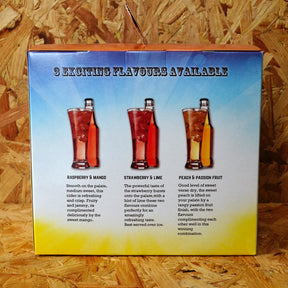 3 EXCITING FLAVOURS AVAILABLE
RASPBERRY & MANGO
Smooth on the palate,
medium sweet, this
cider is refreshing
and crisp. Fruity
and jammy, its
complimented
deliciously by the
sweet mango.
STRAWBERRY & LIME
The powerful taste of
the strawberry bursts
onto the palate, with a
hint of lime these two
flavours combine
perfectly for an
amazingly
refreshing taste.
Best served over ice.
PEACH & PASSION FRUIT
Good level of sweet
versus dry, the sweet
peach is lifted on
your palate by a
tangy passion fruit
finish, with the two
flavours
complimenting each
other well in this
winning
combination.